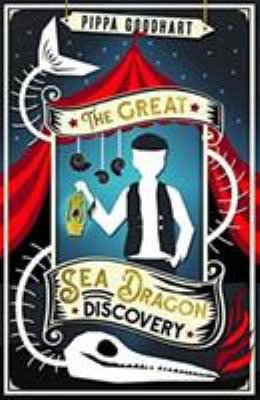 PIPPA GOODHART
THE GREAT
SEA DRAGON
DISCOVERY